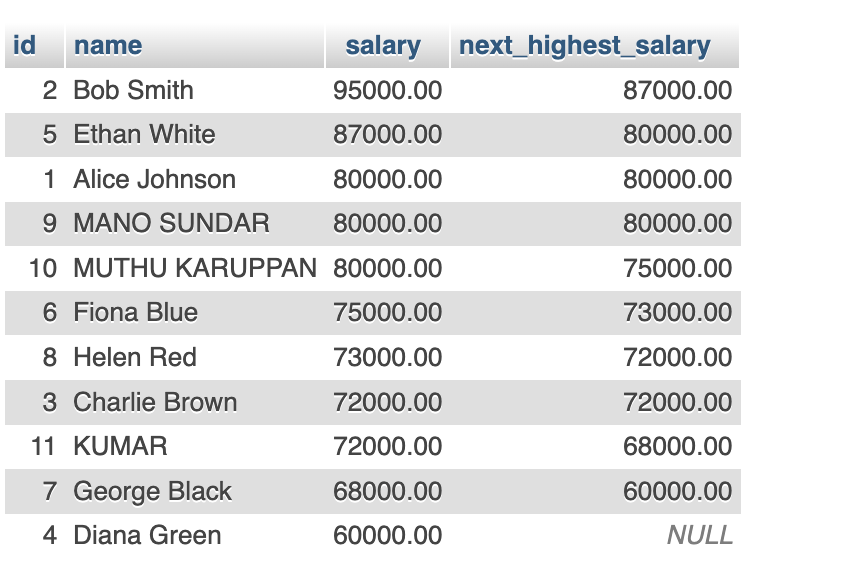 id name salary next_highest_salary
2 Bob Smith 95000.00 87000.00
5 Ethan White 87000.00 80000.00
1 Alice Johnson 80000.00 80000.00
9 MANO SUNDAR 80000.00 80000.00
10 MUTHU KARUPPAN 80000.00 75000.00
6 Fiona Blue 75000.00 73000.00
8 Helen Red 73000.00 72000.00
3 Charlie Brown 72000.00 72000.00
11 KUMAR 72000.00 68000.00
7 George Black 68000.00 60000.00
4 Diana Green 60000.00 NULL